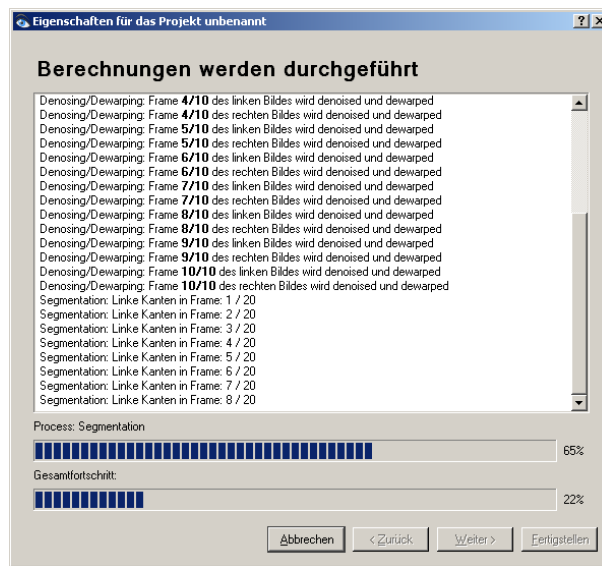 Eigenschaften für das Projekt unbenannt
Berechnungen werden durchgeführt
Denosing/Dewarping: Frame 4/10 des linken Bildes wird denoised und dewarped
Denosing/Dewarping: Frame 4/10 des rechten Bildes wird denoised und dewarped
Denosing/Dewarping: Frame 5/10 des linken Bildes wird denoised und dewarped
Denosing/Dewarping: Frame 5/10 des rechten Bildes wird denoised und dewarped
Denosing/Dewarping: Frame 6/10 des linken Bildes wird denoised und dewarped
Denosing/Dewarping: Frame 6/10 des rechten Bildes wird denoised und dewarped
Denosing/Dewarping: Frame 7/10 des linken Bildes wird denoised und dewarped
Denosing/Dewarping: Frame 7/10 des rechten Bildes wird denoised und dewarped
Denosing/Dewarping: Frame 8/10 des linken Bildes wird denoised und dewarped
Denosing/Dewarping: Frame 8/10 des rechten Bildes wird denoised und dewarped
Denosing/Dewarping: Frame 9/10 des linken Bildes wird denoised und dewarped
Denosing/Dewarping: Frame 9/10 des rechten Bildes wird denoised und dewarped
Denosing/Dewarping: Frame 10/10 des linken Bildes wird denoised und dewarped
Denosing/Dewarping: Frame 10/10 des rechten Bildes wird denoised und dewarped
Segmentation: Linke Kanten in Frame: 1 / 20
Segmentation: Linke Kanten in Frame: 2 / 20
Segmentation: Linke Kanten in Frame: 3 / 20
Segmentation: Linke Kanten in Frame: 4 / 20
Segmentation: Linke Kanten in Frame: 5 / 20
Segmentation: Linke Kanten in Frame: 6 / 20
Segmentation: Linke Kanten in Frame: 7 / 20
Segmentation: Linke Kanten in Frame: 8 / 20
Process: Segmentation
65%
Gesamtfortschritt:
22%
Abbrechen < Zurück Weiter > Fertigstellen